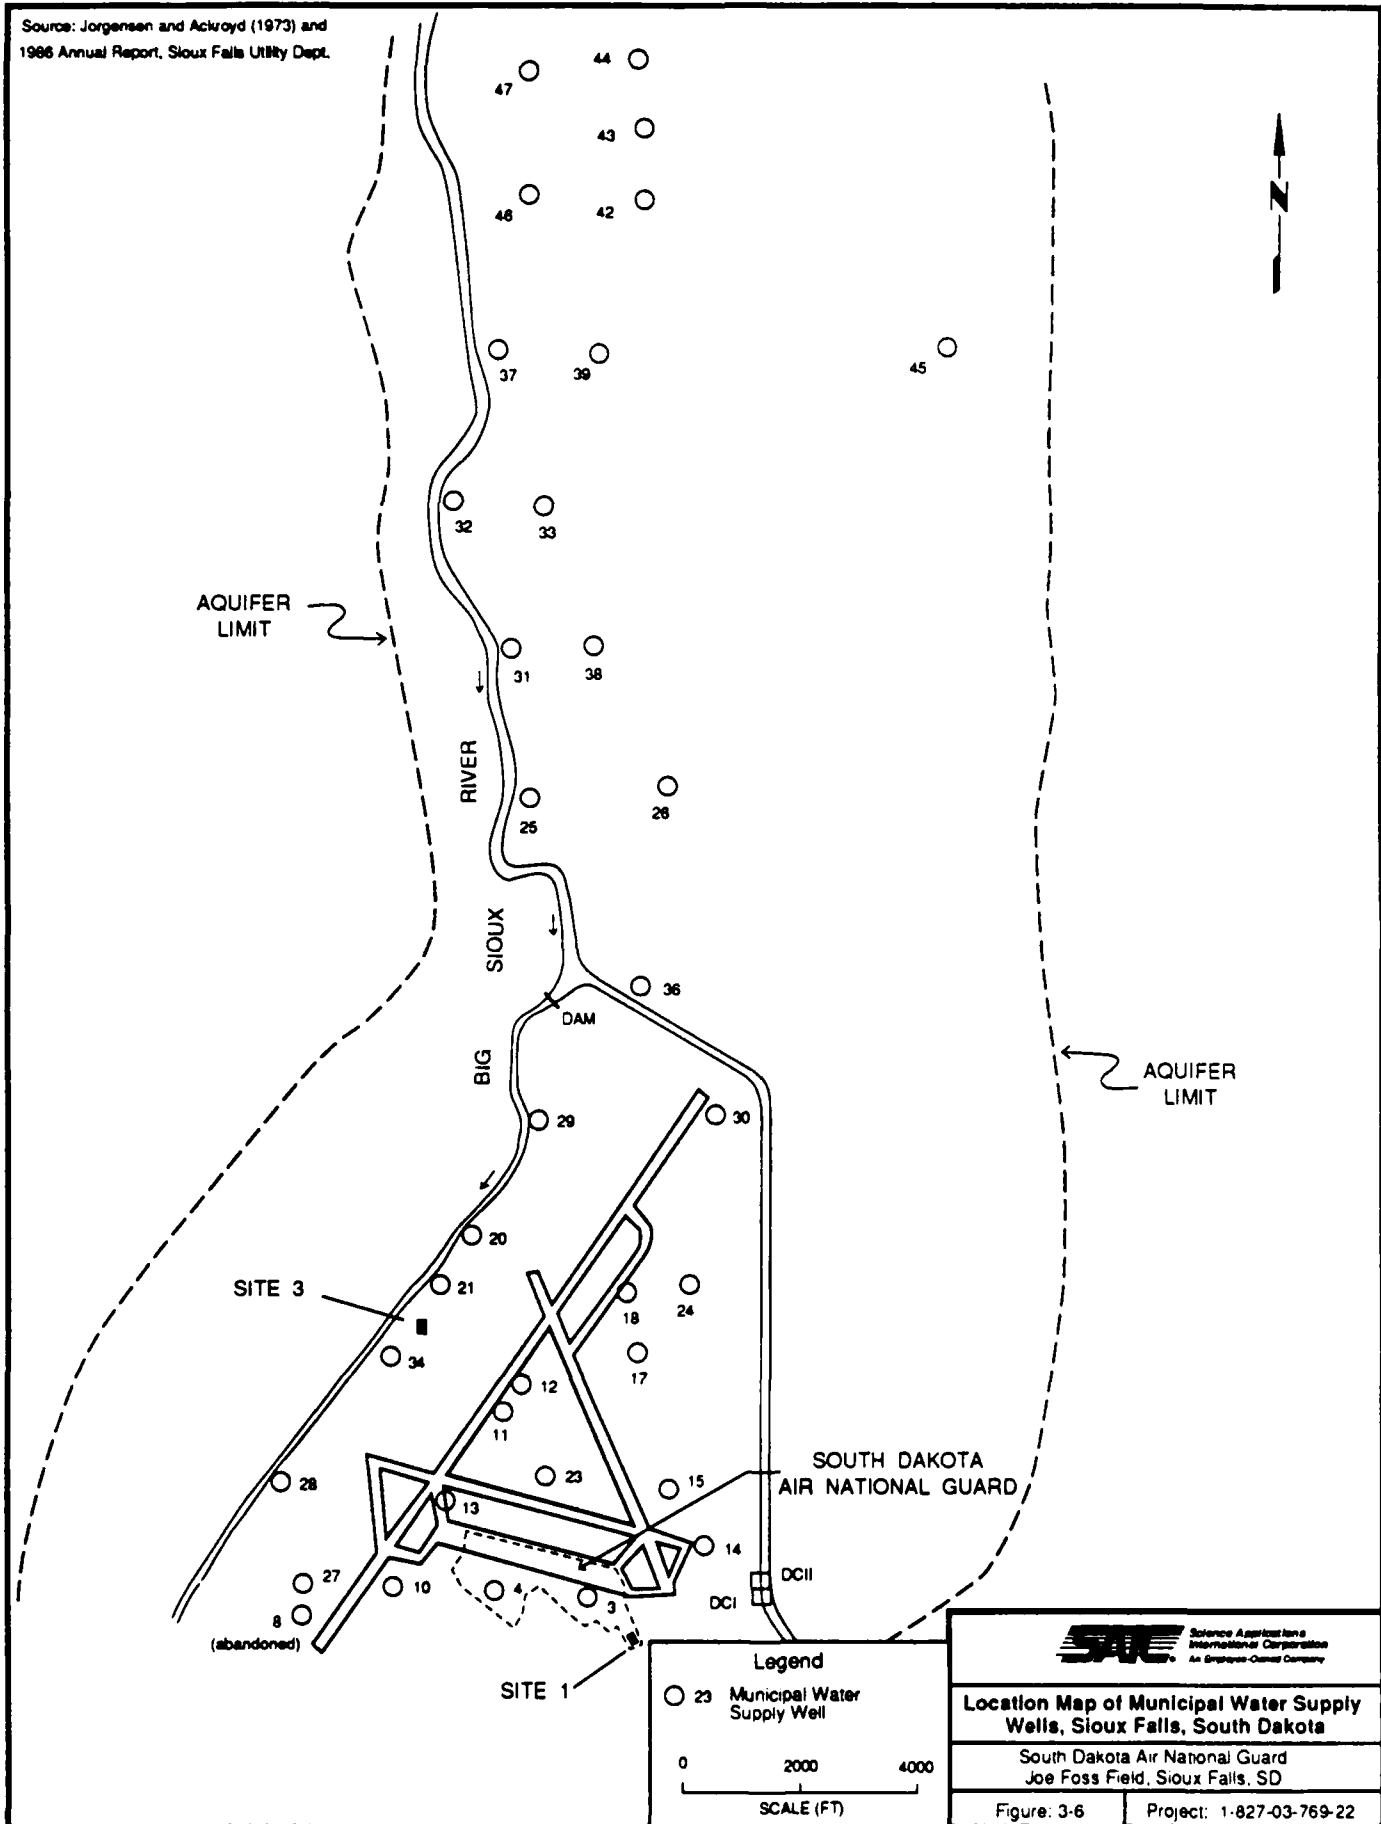 Source: Jorgensen and Ackroyd (1973) and
1986 Annual Report, Sioux Falls Utility Dept.
44
47
43
46
42
N
37
39
45
32
33
AQUIFER
LIMIT
31
38
RIVER
25
26
SIOUX
36
DAM
BIG
AQUIFER
LIMIT
29
30
20
SITE 3
21
18
24
34
17
12
11
SOUTH DAKOTA
AIR NATIONAL GUARD
23
15
28
13
14
27
10
4
3
DCII
DCI
8
(abandoned)
SITE 1
Legend
23 Municipal Water
Supply Well
0 2000 4000
SCALE (FT)
SAIC
Science Applications
International Corporation
An Employee-Owned Company
Location Map of Municipal Water Supply
Wells, Sioux Falls, South Dakota
South Dakota Air National Guard
Joe Foss Field, Sioux Falls, SD
Figure: 3-6
Project: 1-827-03-769-22